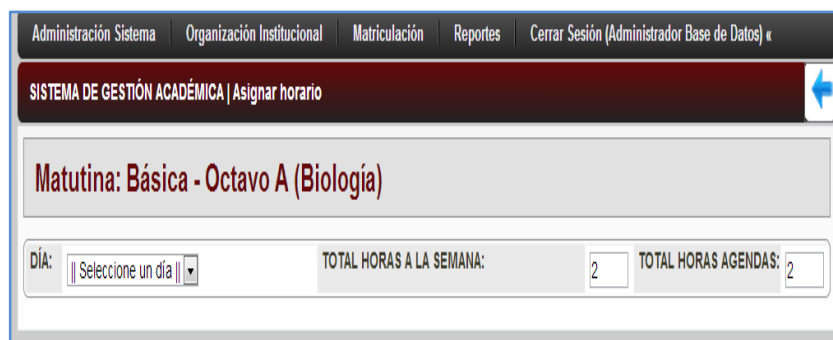 Administración Sistema Organización Institucional Matriculación Reportes Cerrar Sesión (Administrador Base de Datos) «
SISTEMA DE GESTIÓN ACADÉMICA | Asignar horario
Matutina: Básica - Octavo A (Biología)
DÍA: || Seleccione un día || TOTAL HORAS A LA SEMANA: 2 TOTAL HORAS AGENDAS: 2